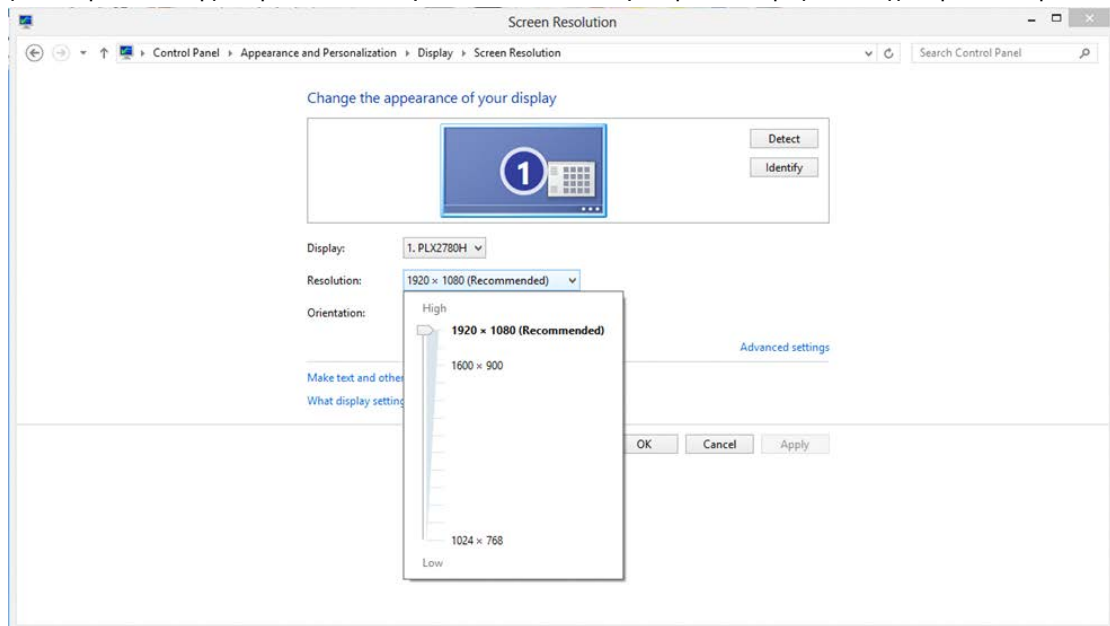 Screen Resolution
Control Panel ▸ Appearance and Personalization ▸ Display ▸ Screen Resolution
Search Control Panel
Change the appearance of your display
1
Detect
Identify
Display: 1. PLX2780H
Resolution: 1920 × 1080 (Recommended)
Orientation:
High
1920 × 1080 (Recommended)
Advanced settings
1600 × 900
Make text and other
What display setting
OK Cancel Apply
1024 × 768
Low